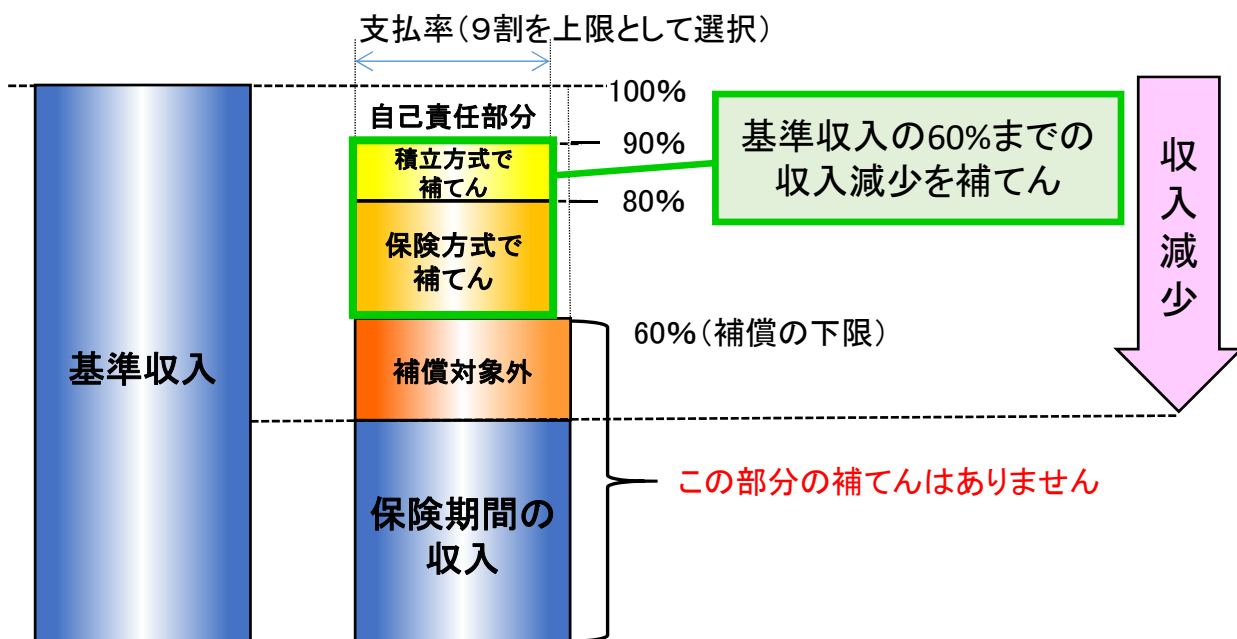 支払率（９割を上限として選択）
100%
自己責任部分
90%
積立方式で
補てん
80%
保険方式で
補てん
基準収入の60%までの
収入減少を補てん
収入減少
60%（補償の下限）
基準収入
補償対象外
この部分の補てんはありません
保険期間の
収入